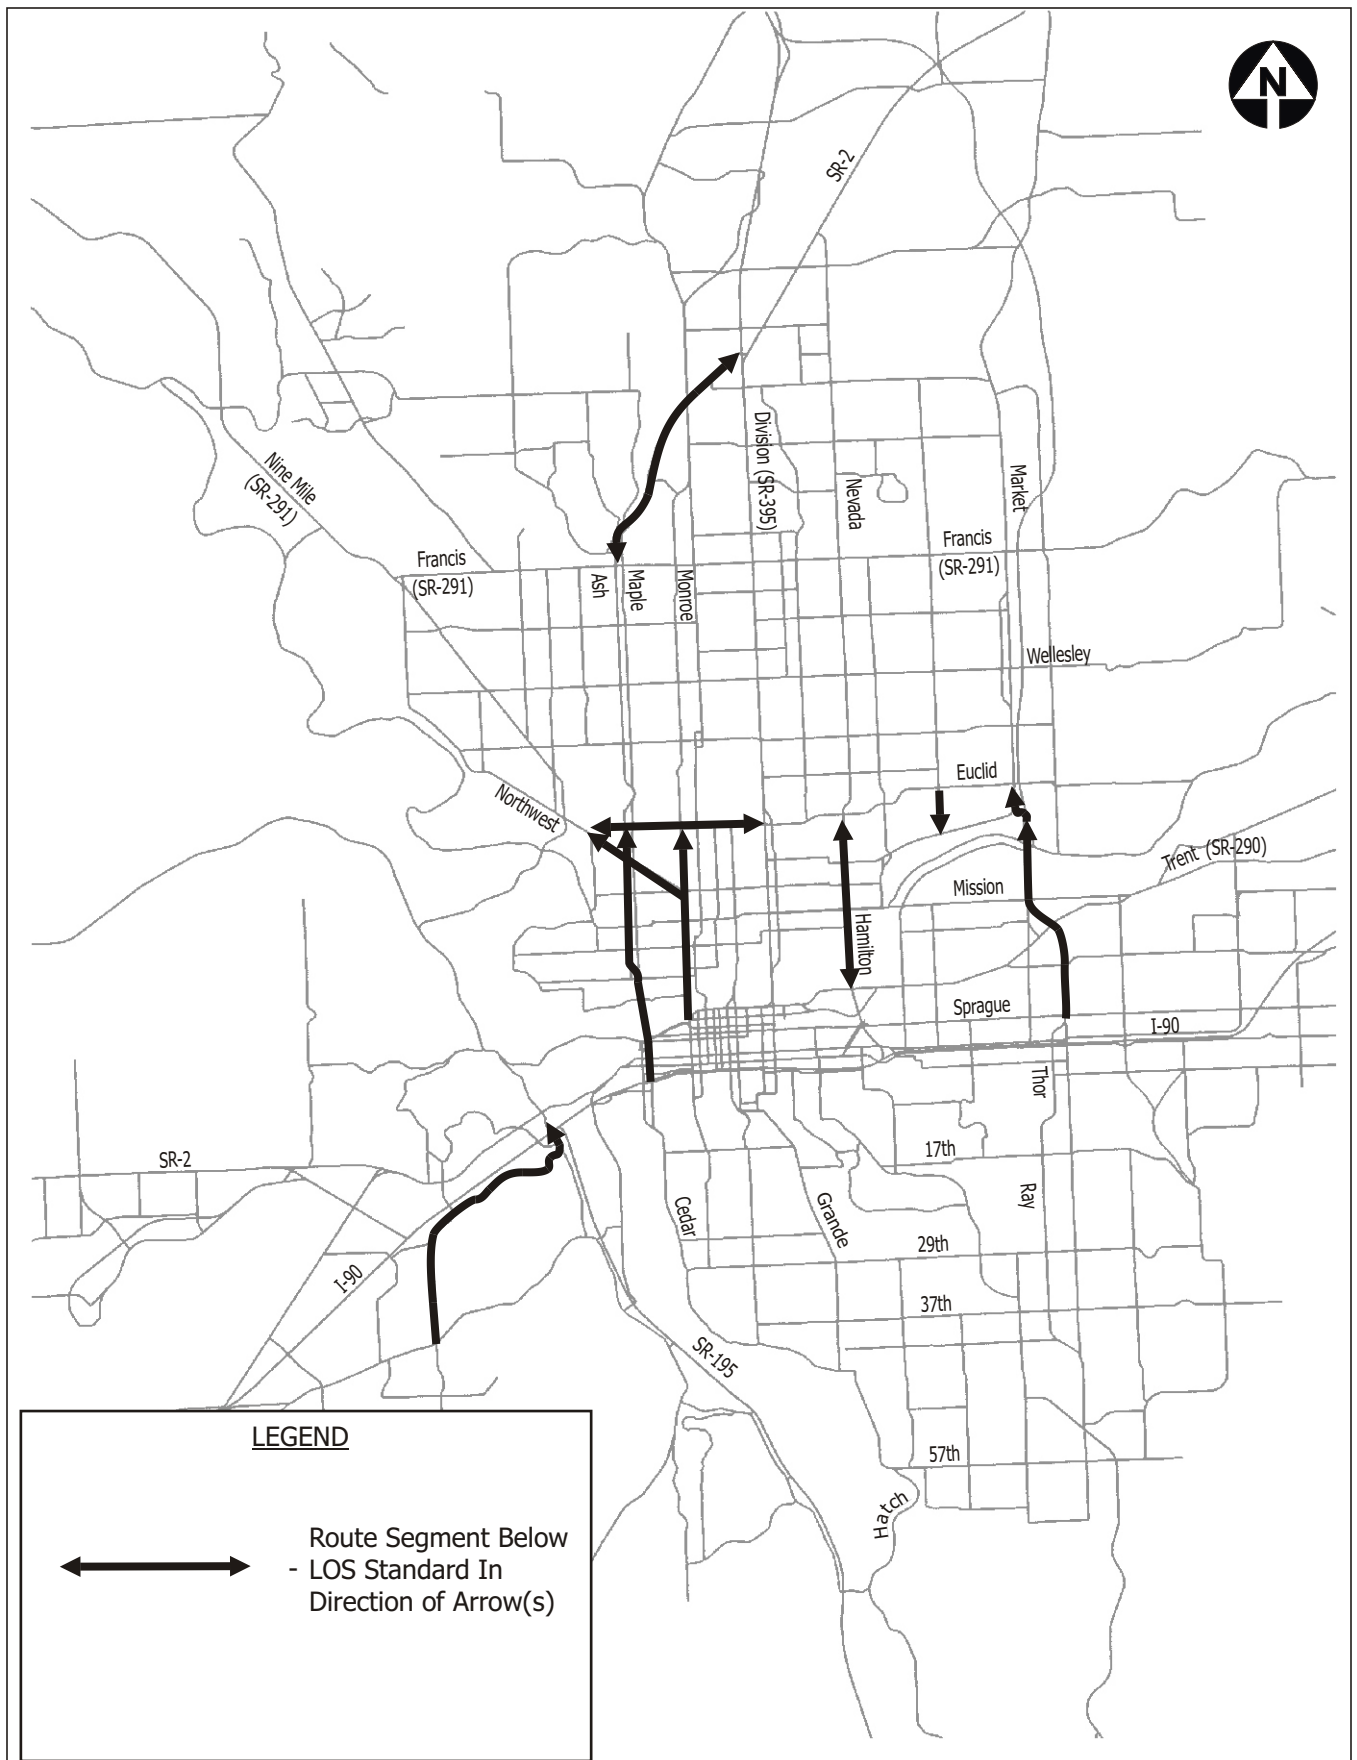 N
SR-2
Nine Mile
(SR-291)
Division (SR-395)
Nevada
Market
Francis
(SR-291)
Francis
(SR-291)
Ash
Maple
Monroe
Wellesley
Euclid
Northwest
Trent (SR-290)
Mission
Hamilton
Sprague
I-90
Thor
17th
SR-2
Ray
Cedar
Grande
29th
I-90
37th
SR-195
57th
Hatch
LEGEND
Route Segment Below
- LOS Standard In
Direction of Arrow(s)